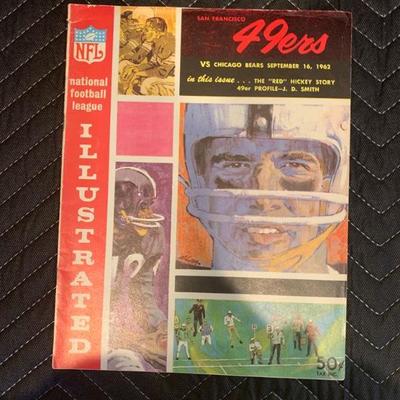 NFL
national
football
league
ILLUSTRATED
SAN FRANCISCO
49ers
VS CHICAGO BEARS SEPTEMBER 16, 1962
in this issue . . . THE "RED" HICKEY STORY
49er PROFILE—J. D. SMITH
12
50¢
TAX INC.